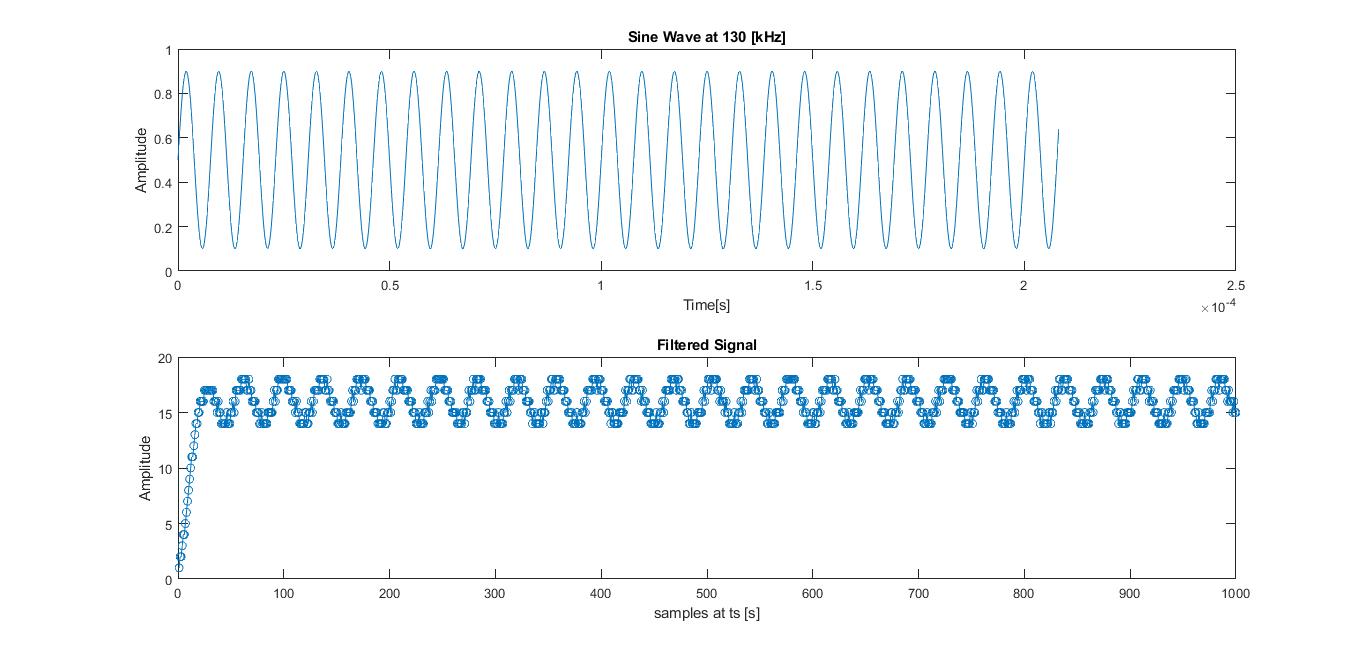 Sine Wave at 130 [kHz]
1
0.8
0.6
0.4
0.2
0
Amplitude
0 0.5 1 1.5 2 2.5
Time[s]
×10^-4
Filtered Signal
20
15
10
5
0
Amplitude
0 100 200 300 400 500 600 700 800 900 1000
samples at ts [s]